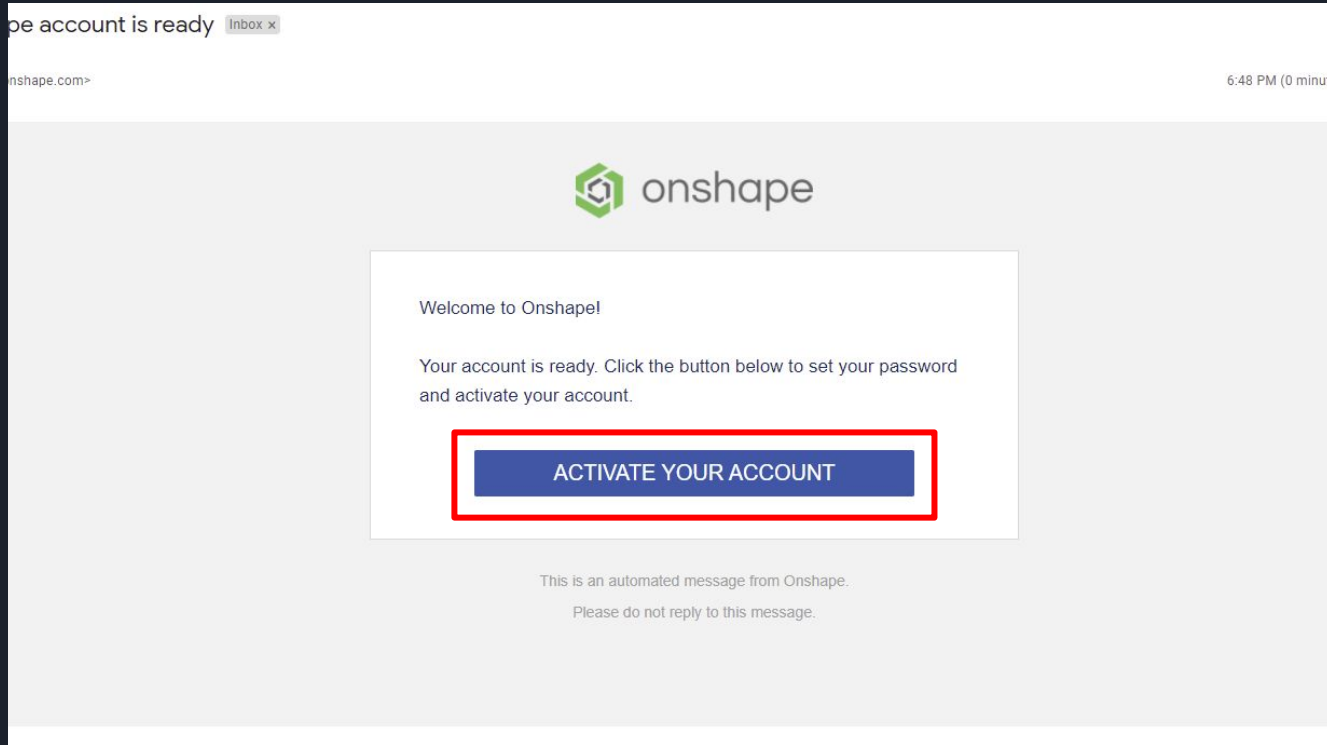 pe account is ready Inbox x
nshape.com>
6:48 PM (0 minu
onshape
Welcome to Onshape!
Your account is ready. Click the button below to set your password
and activate your account.
ACTIVATE YOUR ACCOUNT
This is an automated message from Onshape.
Please do not reply to this message.